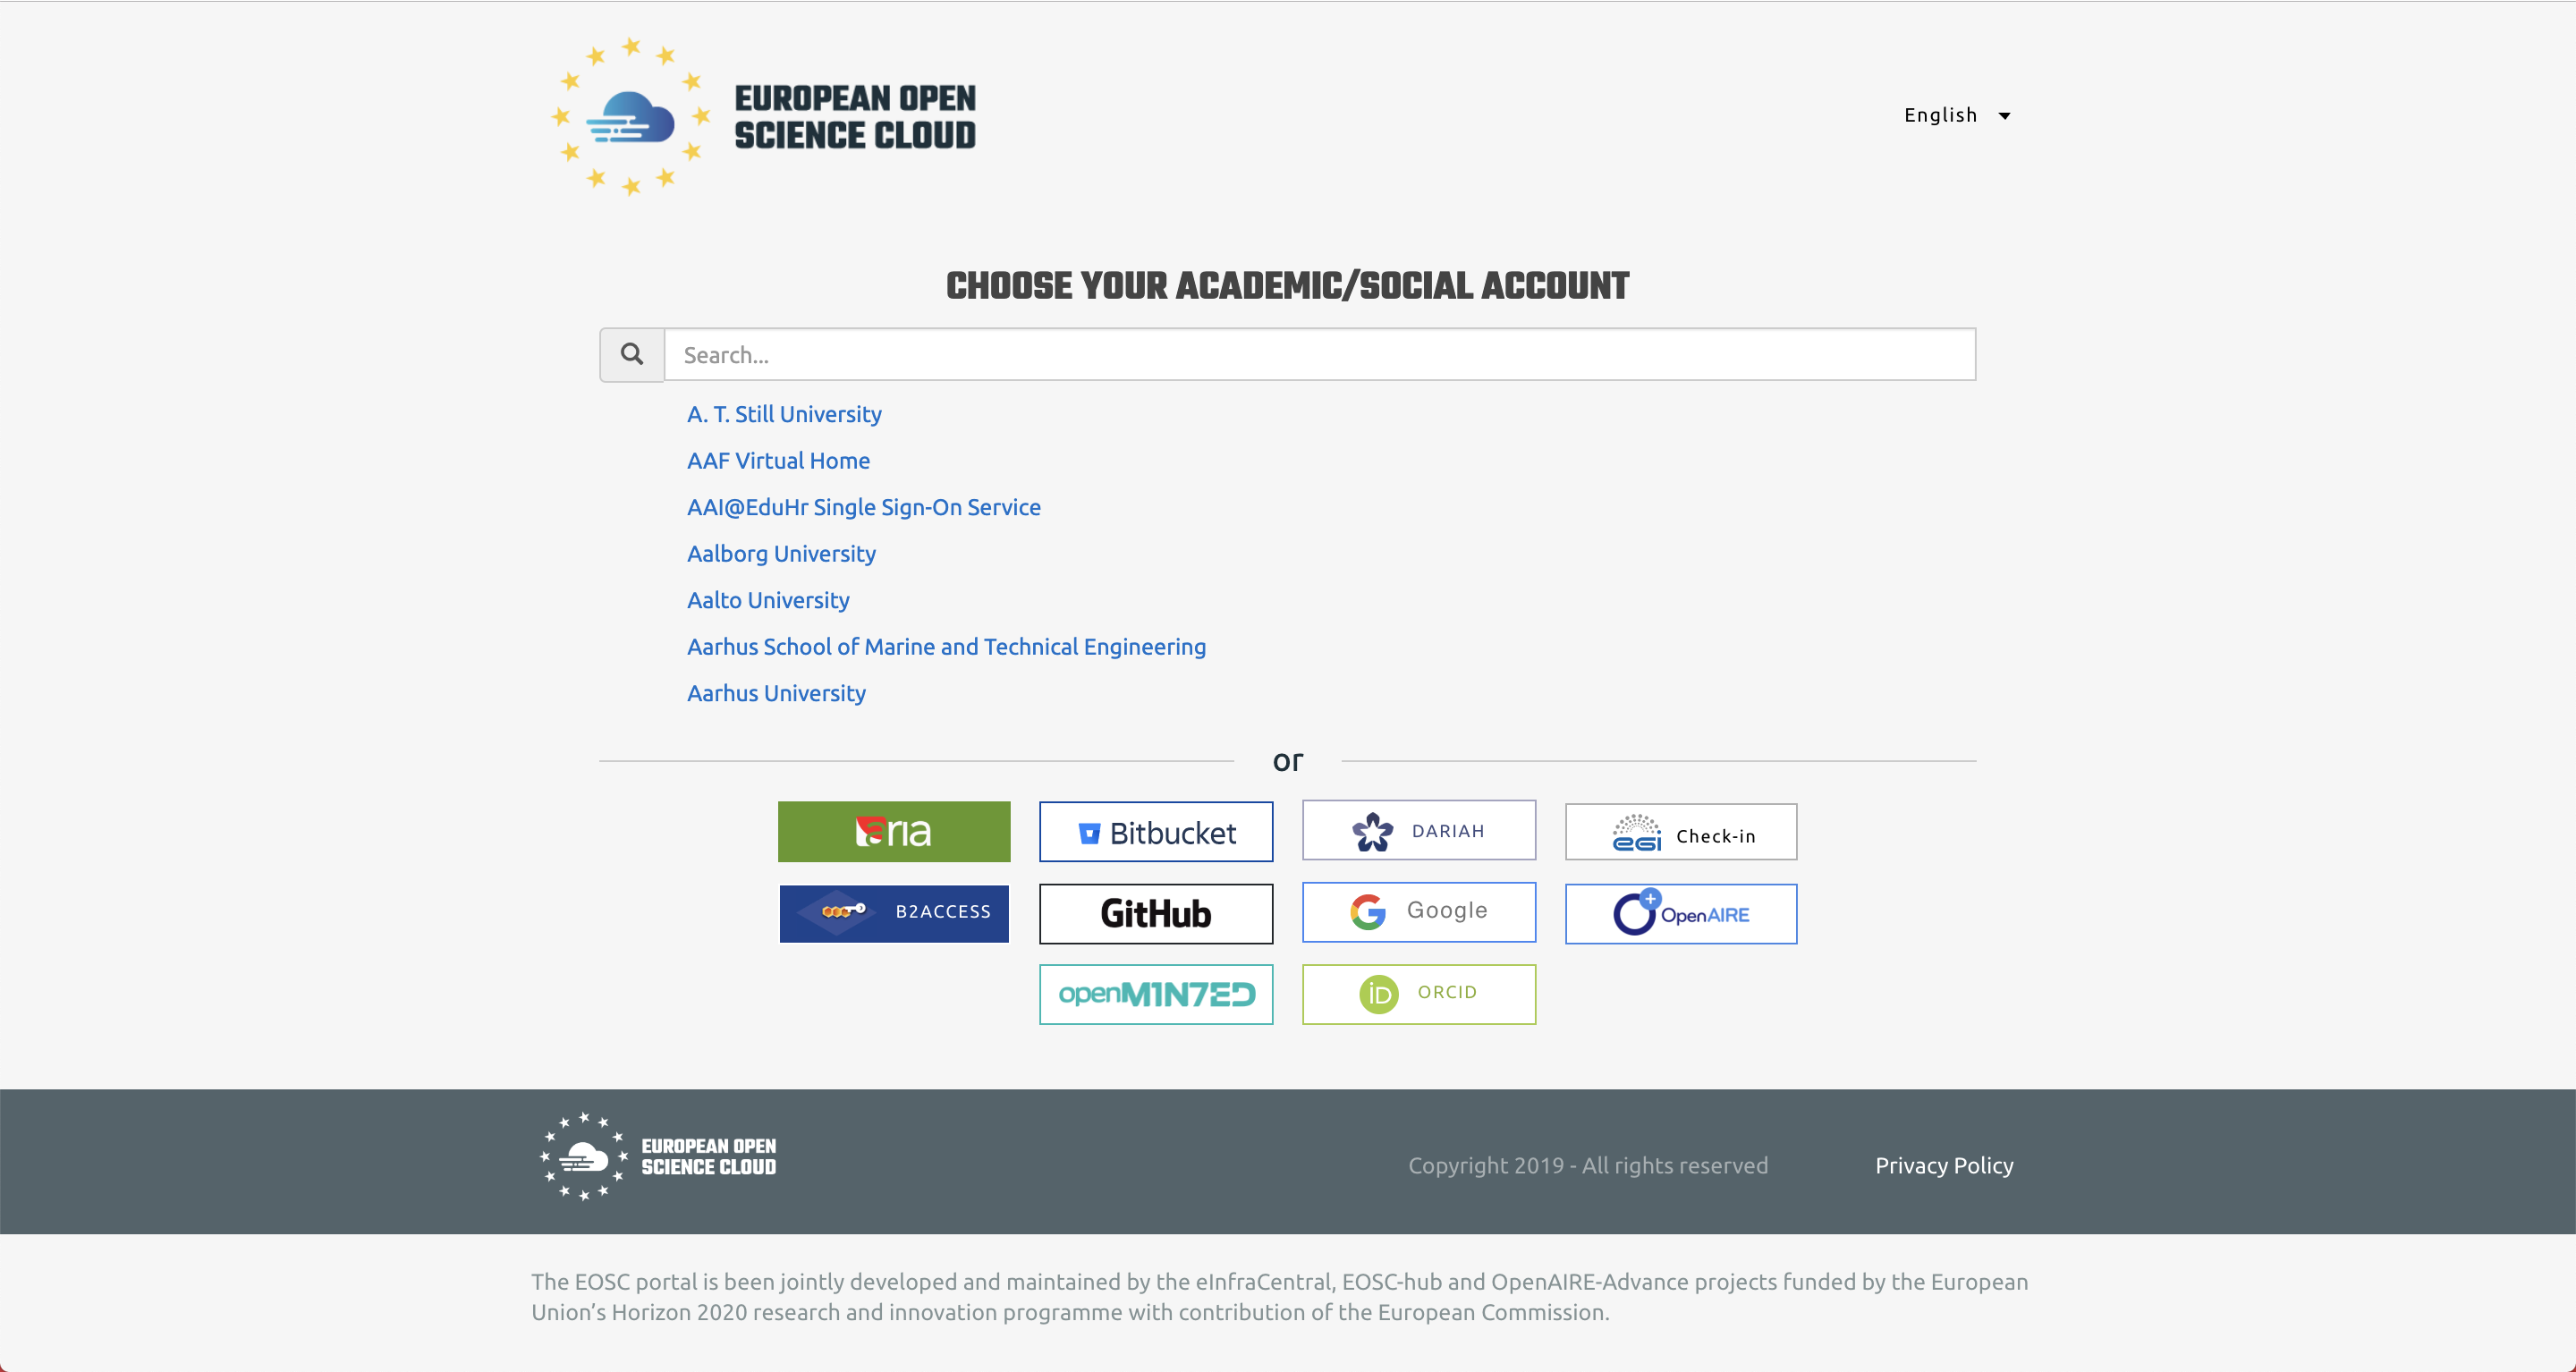 EUROPEAN OPEN
SCIENCE CLOUD
English
CHOOSE YOUR ACADEMIC/SOCIAL ACCOUNT
Search...
A. T. Still University
AAF Virtual Home
AAI@EduHr Single Sign-On Service
Aalborg University
Aalto University
Aarhus School of Marine and Technical Engineering
Aarhus University
or
aria
Bitbucket
DARIAH
egi Check-in
B2ACCESS
GitHub
Google
OpenAIRE
openM1N7ED
iD ORCID
EUROPEAN OPEN
SCIENCE CLOUD
Copyright 2019 - All rights reserved
Privacy Policy
The EOSC portal is been jointly developed and maintained by the eInfraCentral, EOSC-hub and OpenAIRE-Advance projects funded by the European
Union’s Horizon 2020 research and innovation programme with contribution of the European Commission.